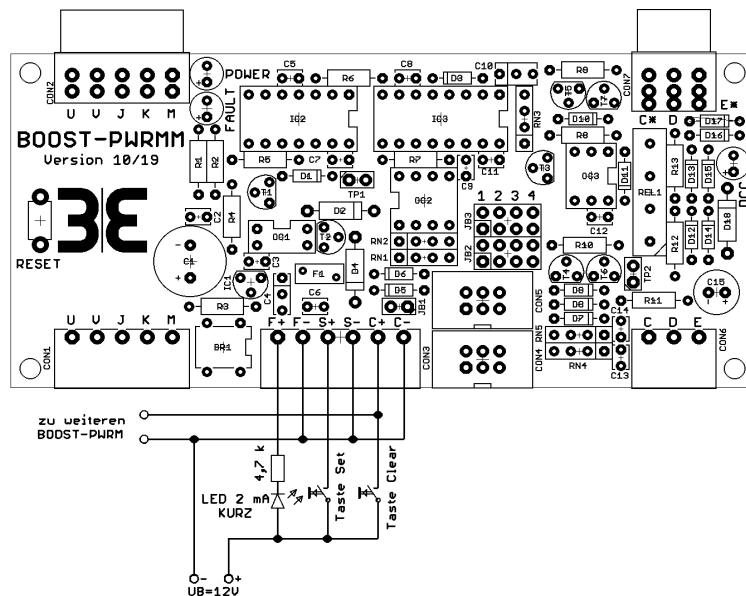 CON2
U V J K M
POWER
FAULT
C5
R6
C8
D3
C10
R9
T5
T7
CON7
E*
C* D
D17
D16
BOOST-PWRMM
Version 10/19
IC2
IC3
RN3
D10
R8
R1
R2
R5
C7
R7
C11
C9
T3
OC3
D11
REL1
R13
D13
D15
DCC
D1
TP1
T1
C2
R4
D2
OC2
1 2 3 4
JB3
JB2
C12
R12
D12
D14
D18
RESET
OC1
T2
RN2
RN1
R10
C1
C3
IC1
C4
F1
D4
D6
D5
T4
T6
TP2
C15
R3
C6
JB1
CON5
D9
D8
D7
R11
C14
U V J K M
F+ F- S+ S- C+ C-
C D E
CON1
BR1
CON3
CON4
RN5
RN4
C13
CON6
zu weiteren
BOOST-PWRM
4,7 k
LED 2 mA
KURZ
Taste Set
Taste Clear
- +
UB=12V